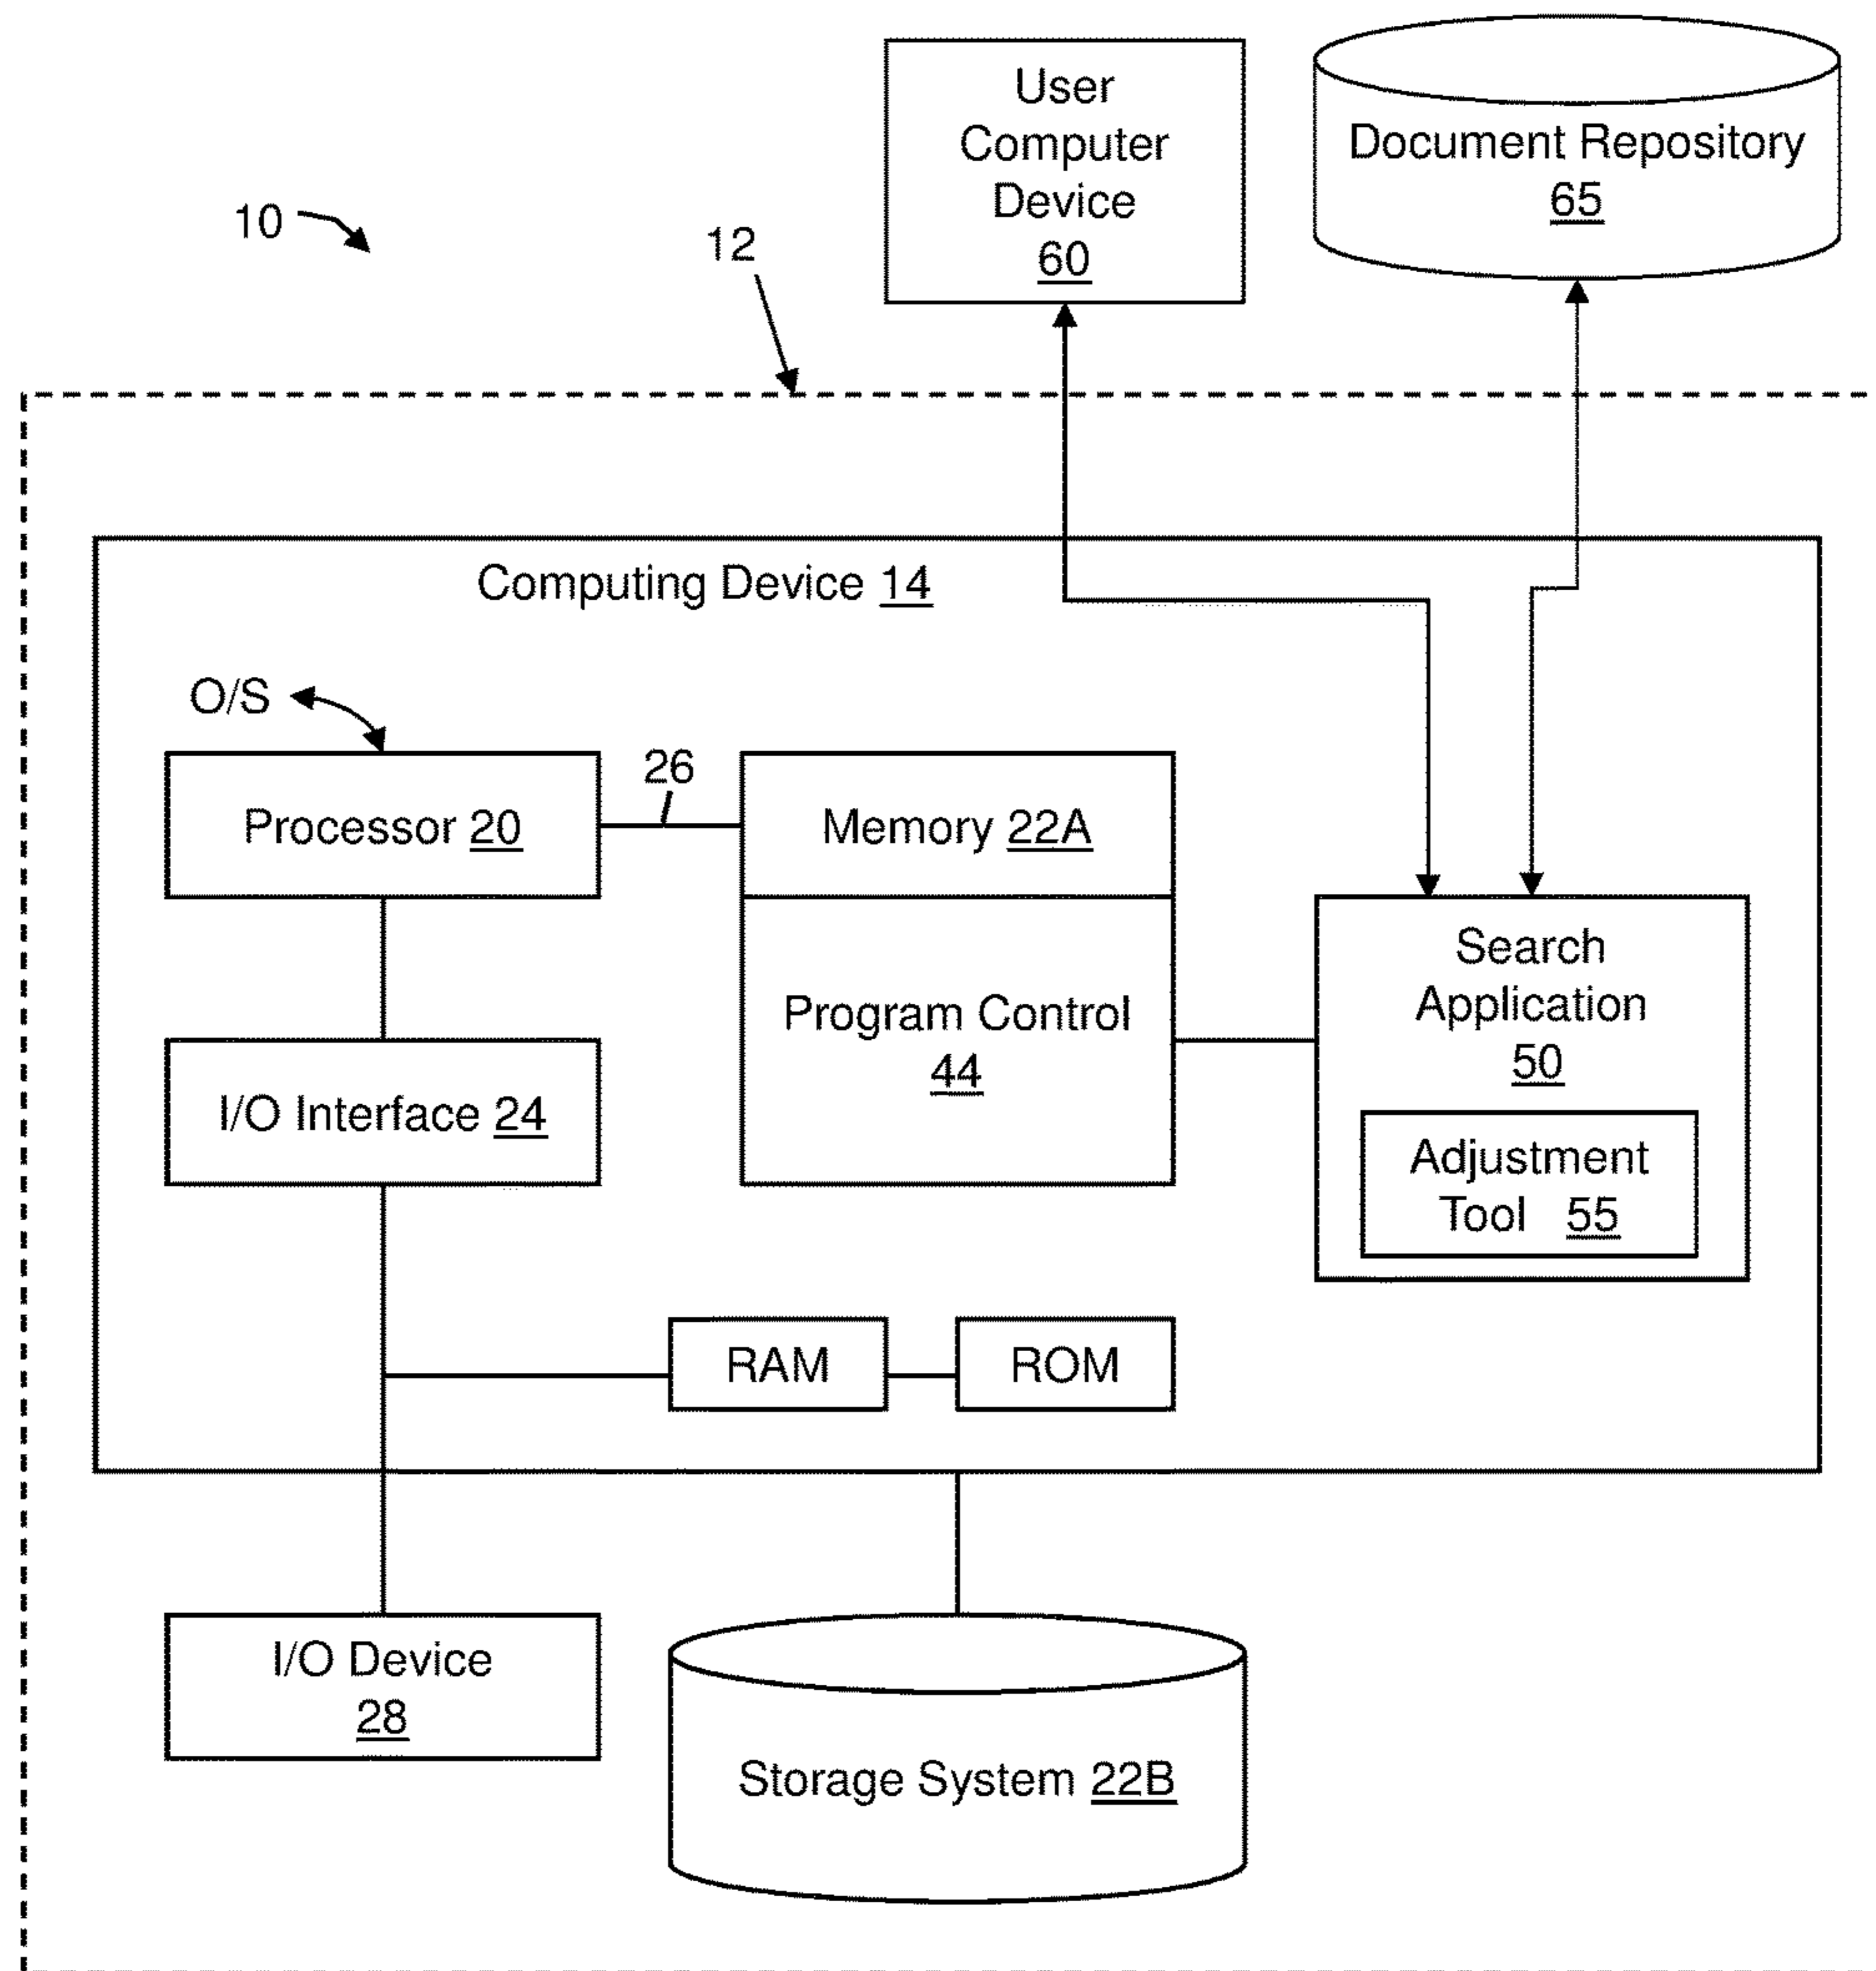 User
Computer
Device
60
Document Repository
65
10
12
Computing Device 14
O/S
26
Processor 20
Memory 22A
Program Control
44
Search
Application
50
I/O Interface 24
Adjustment
Tool 55
RAM
ROM
I/O Device
28
Storage System 22B